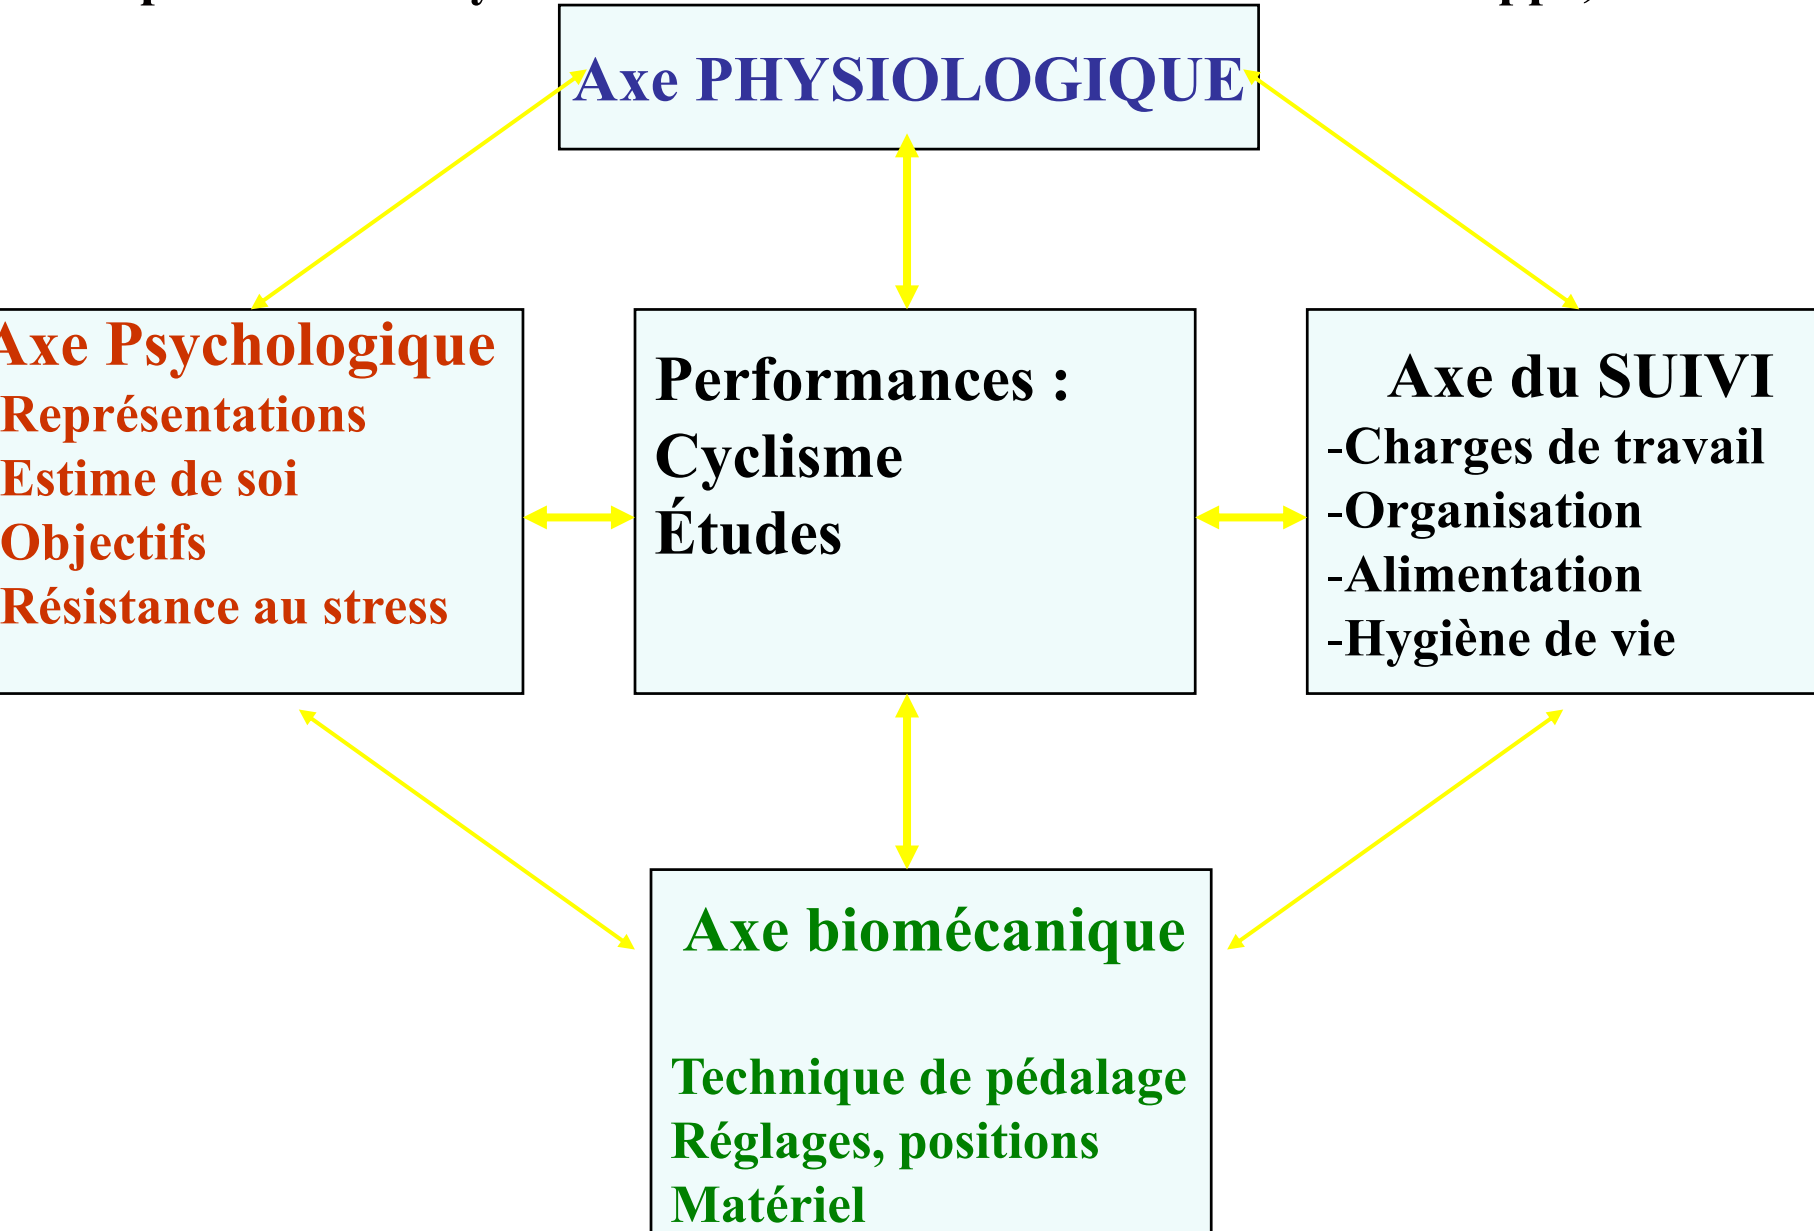 Axe PHYSIOLOGIQUE
Axe Psychologique
Représentations
Estime de soi
Objectifs
Résistance au stress
Performances :
Cyclisme
Études
Axe du SUIVI
-Charges de travail
-Organisation
-Alimentation
-Hygiène de vie
Axe biomécanique
Technique de pédalage
Réglages, positions
Matériel